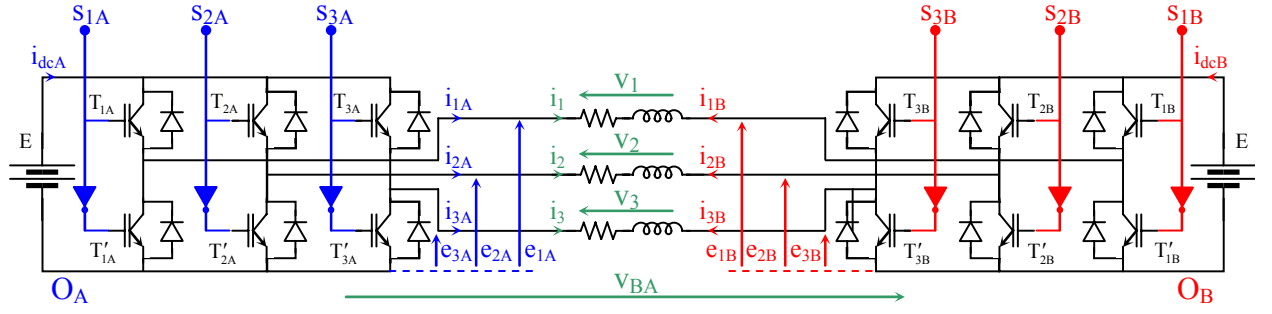 S1A S2A S3A S3B S2B S1B
idcA idcB
T1A T2A T3A T3B T2B T1B
i1A i1 v1 i1B
E E
i2A i2 v2 i2B
i3A i3 v3 i3B
T′1A T′2A T′3A e3A e2A e1A e1B e2B e3B T′3B T′2B T′1B
OA vBA OB